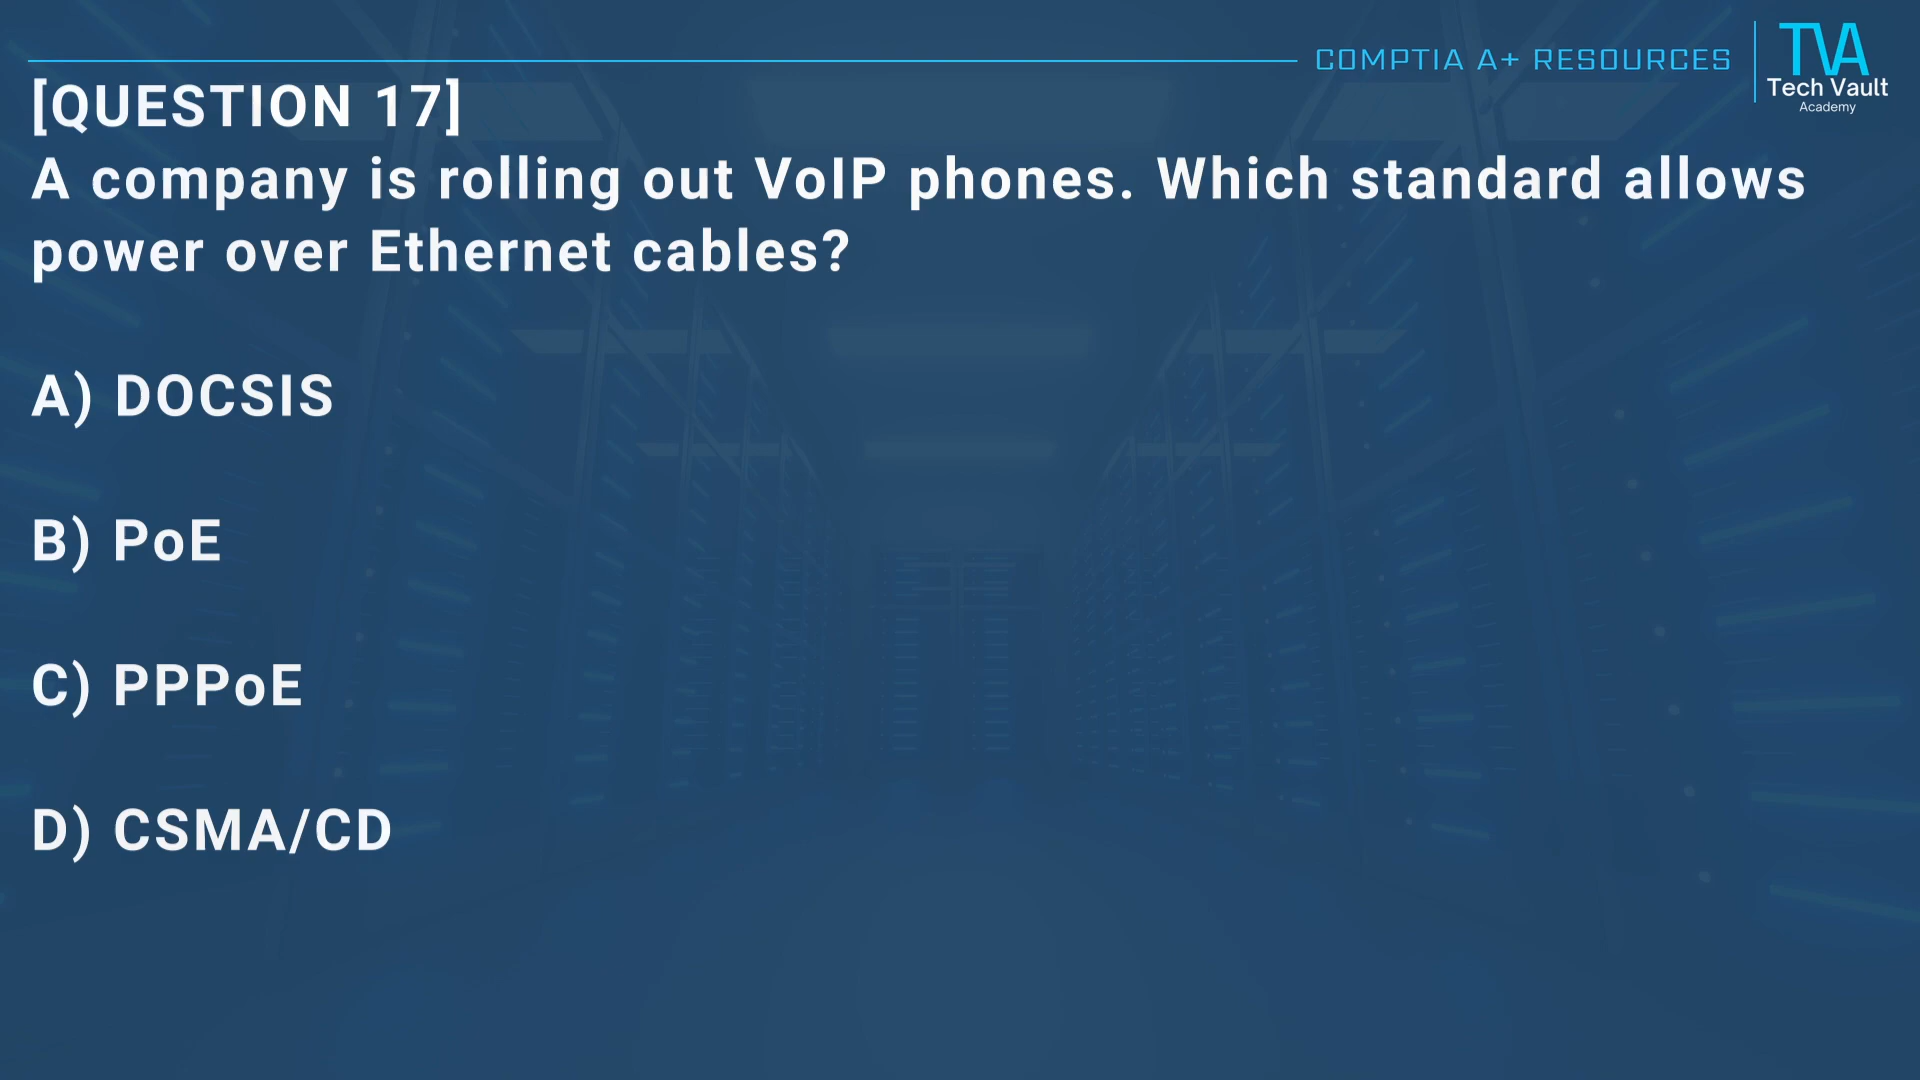 COMPTIA A+ RESOURCES
TVA
Tech Vault
Academy
[QUESTION 17]
A company is rolling out VoIP phones. Which standard allows
power over Ethernet cables?
A) DOCSIS
B) PoE
C) PPPoE
D) CSMA/CD